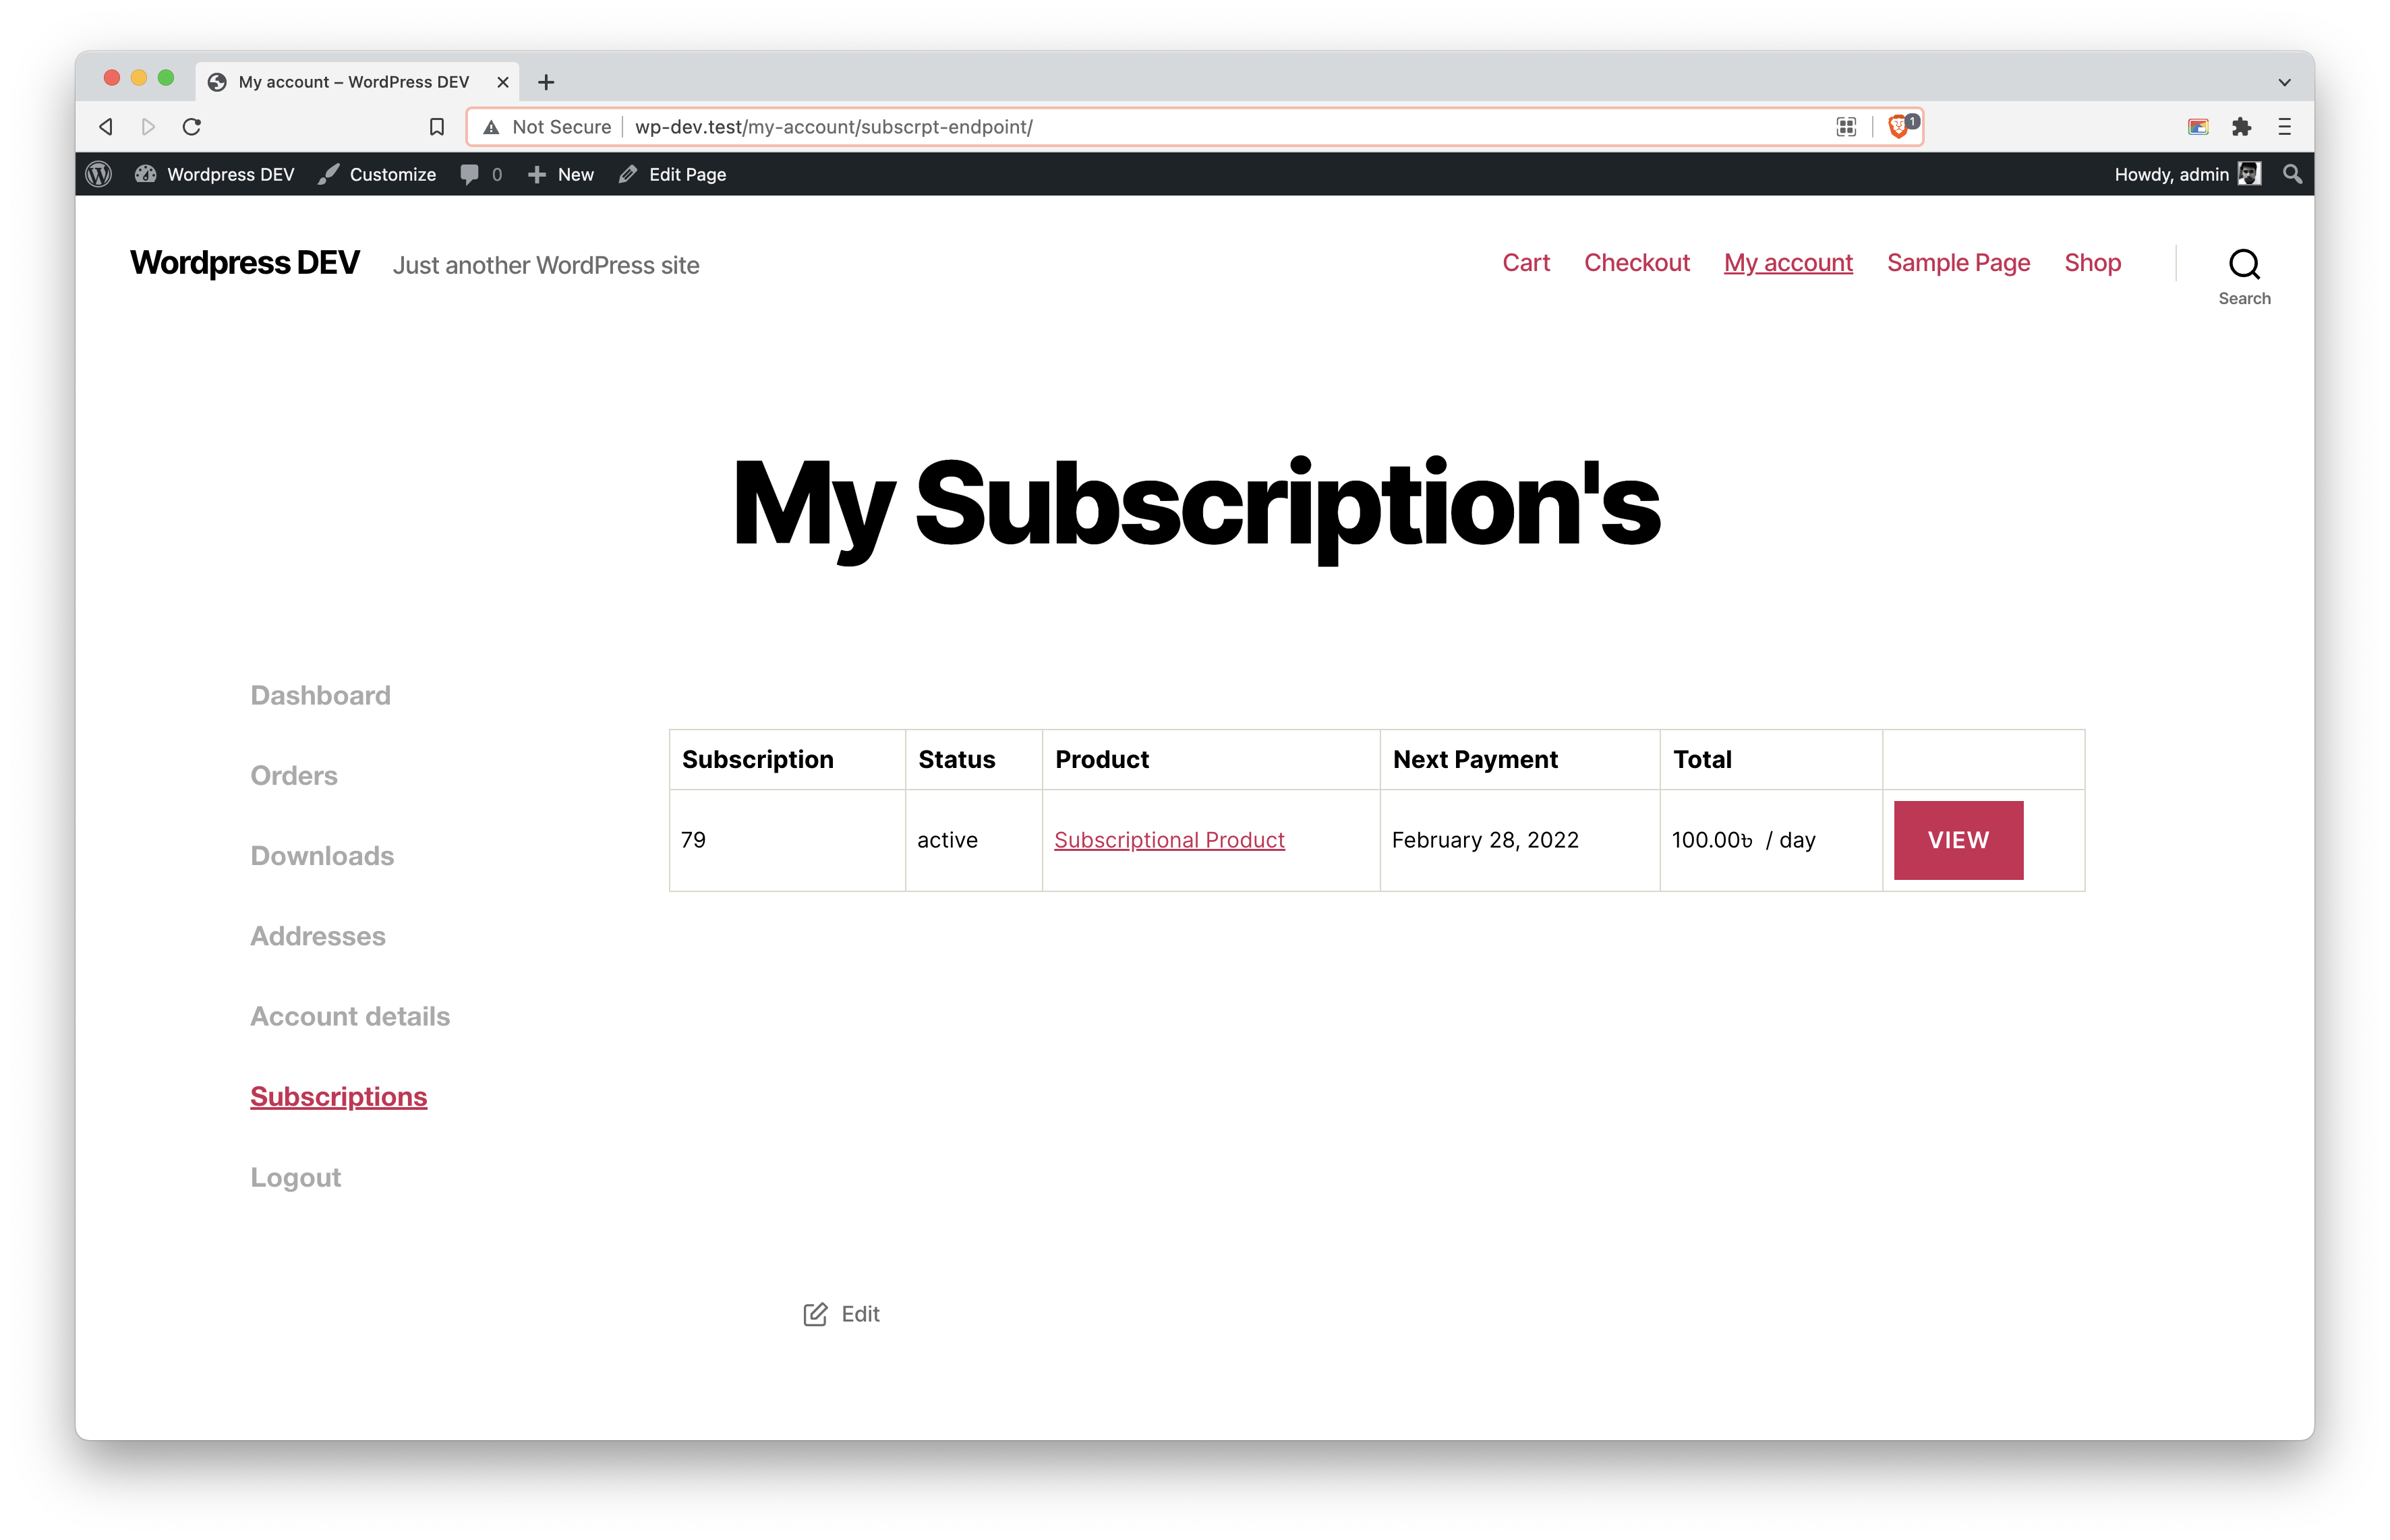 My account – WordPress DEV
Not Secure wp-dev.test/my-account/subscrpt-endpoint/ 1
Wordpress DEV Customize 0 New Edit Page Howdy, admin
Wordpress DEV Just another WordPress site Cart Checkout My account Sample Page Shop
Search
My Subscription's
Dashboard
Orders
Downloads
Addresses
Account details
Subscriptions
Logout
Subscription Status Product Next Payment Total
79 active Subscriptional Product February 28, 2022 100.00৳ / day VIEW
Edit